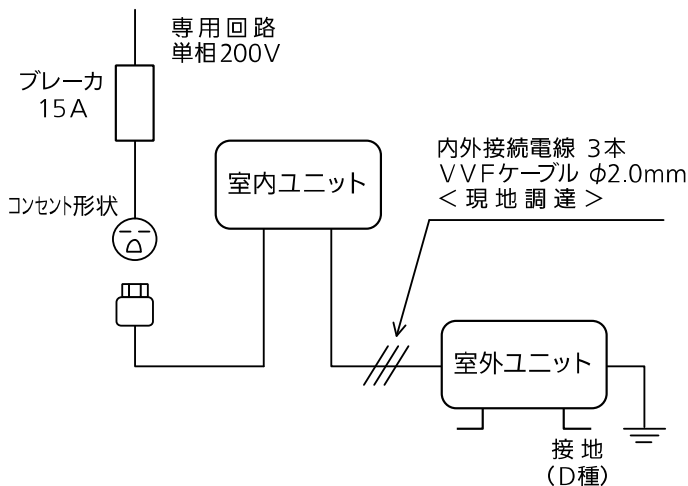 専用回路
単相200V
ブレーカ
15A
コンセント形状
室内ユニット
内外接続電線 3本
VVFケーブル φ2.0mm
<現地調達>
室外ユニット
接地
(D種)